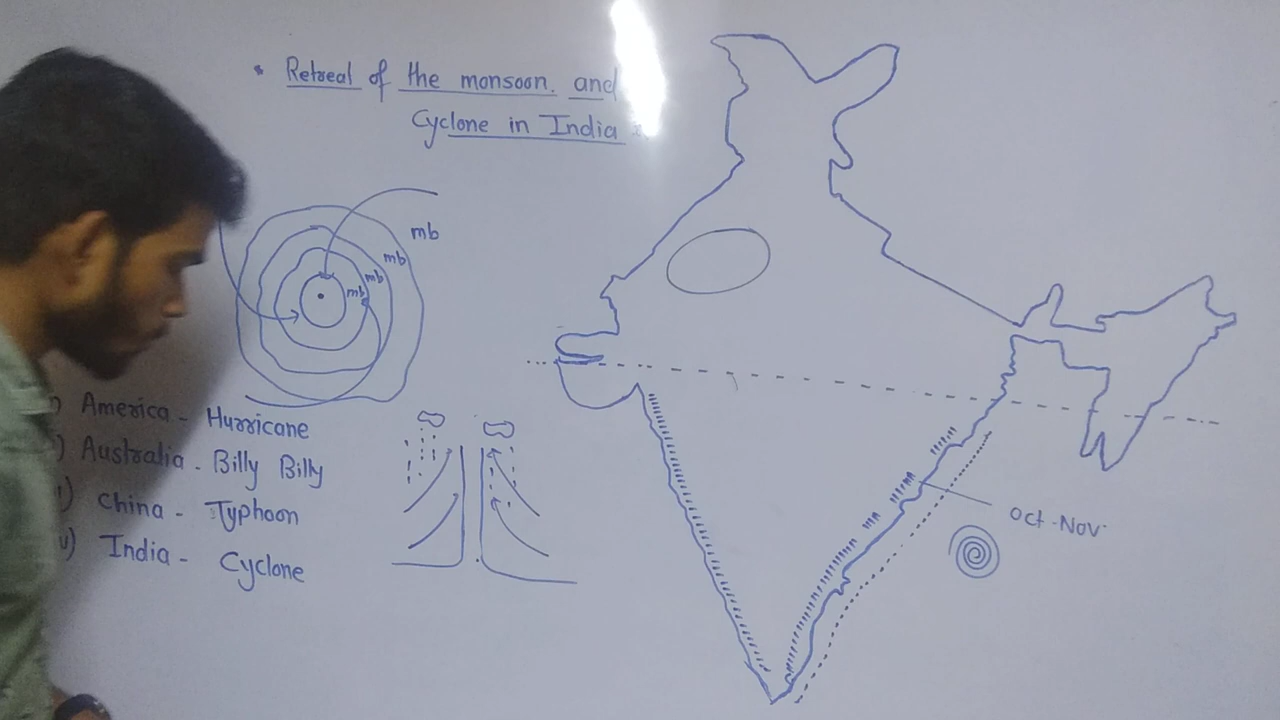 * Retreal of the monsoon. and
Cyclone in India
mb
mb
mb
mb
) America - Hurricane
) Australia - Billy Billy
) China - Typhoon
) India - Cyclone
Oct-Nov